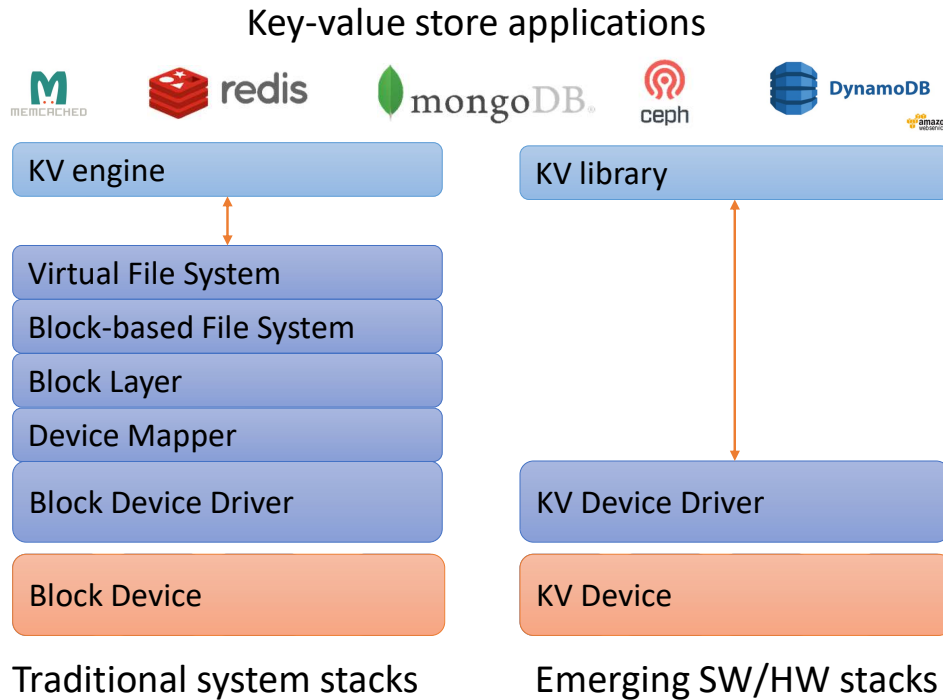 Key-value store applications
MEMCACHED
redis
mongoDB®
ceph
DynamoDB
amazon
webservic
KV engine
KV library
Virtual File System
Block-based File System
Block Layer
Device Mapper
Block Device Driver
KV Device Driver
Block Device
KV Device
Traditional system stacks
Emerging SW/HW stacks